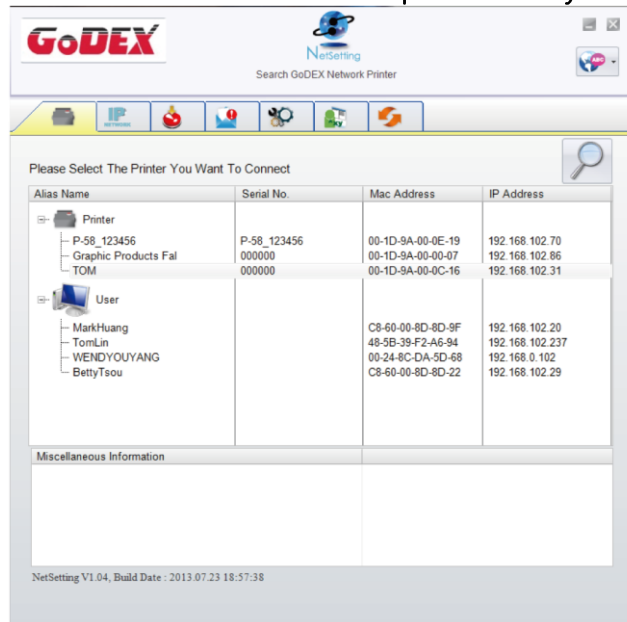 GoDEX
NetSetting
Search GoDEX Network Printer
ABC
IP
Please Select The Printer You Want To Connect
Alias Name Serial No. Mac Address IP Address
Printer
P-58_123456 P-58_123456 00-1D-9A-00-0E-19 192.168.102.70
Graphic Products Fal 000000 00-1D-9A-00-00-07 192.168.102.86
TOM 000000 00-1D-9A-00-0C-16 192.168.102.31
User
MarkHuang C8-60-00-8D-8D-9F 192.168.102.20
TomLin 48-5B-39-F2-A6-94 192.168.102.237
WENDYOUYANG 00-24-8C-DA-5D-68 192.168.0.102
BettyTsou C8-60-00-8D-8D-22 192.168.102.29
Miscellaneous Information
NetSetting V1.04, Build Date : 2013.07.23 18:57:38